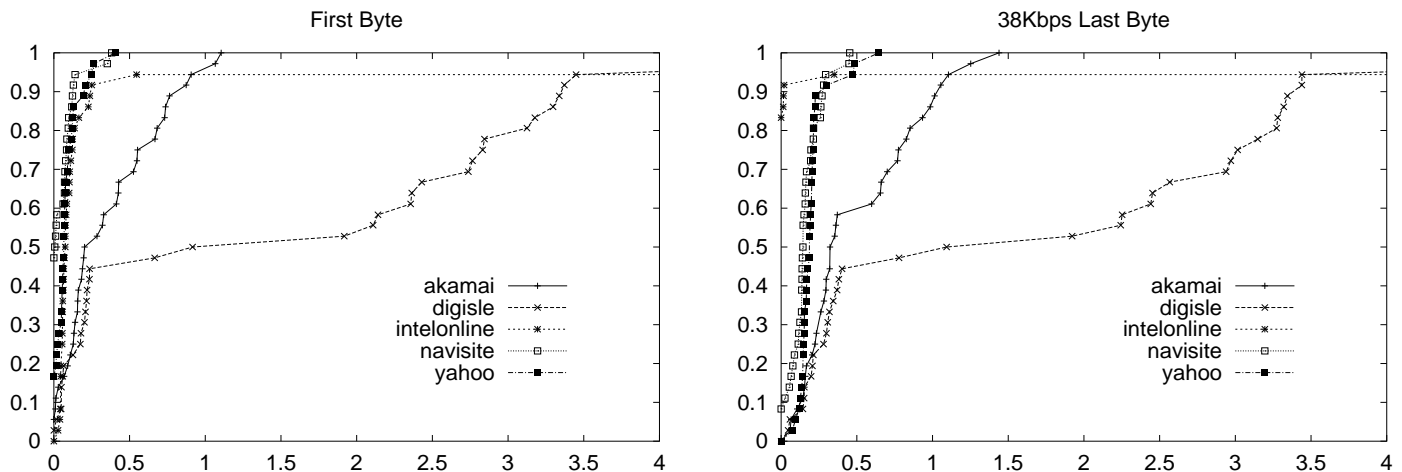 First Byte
1
0.9
0.8
0.7
0.6
0.5
0.4
0.3
0.2
0.1
0
akamai
digisle
intelonline
navisite
yahoo
0 0.5 1 1.5 2 2.5 3 3.5 4
38Kbps Last Byte
1
0.9
0.8
0.7
0.6
0.5
0.4
0.3
0.2
0.1
0
akamai
digisle
intelonline
navisite
yahoo
0 0.5 1 1.5 2 2.5 3 3.5 4